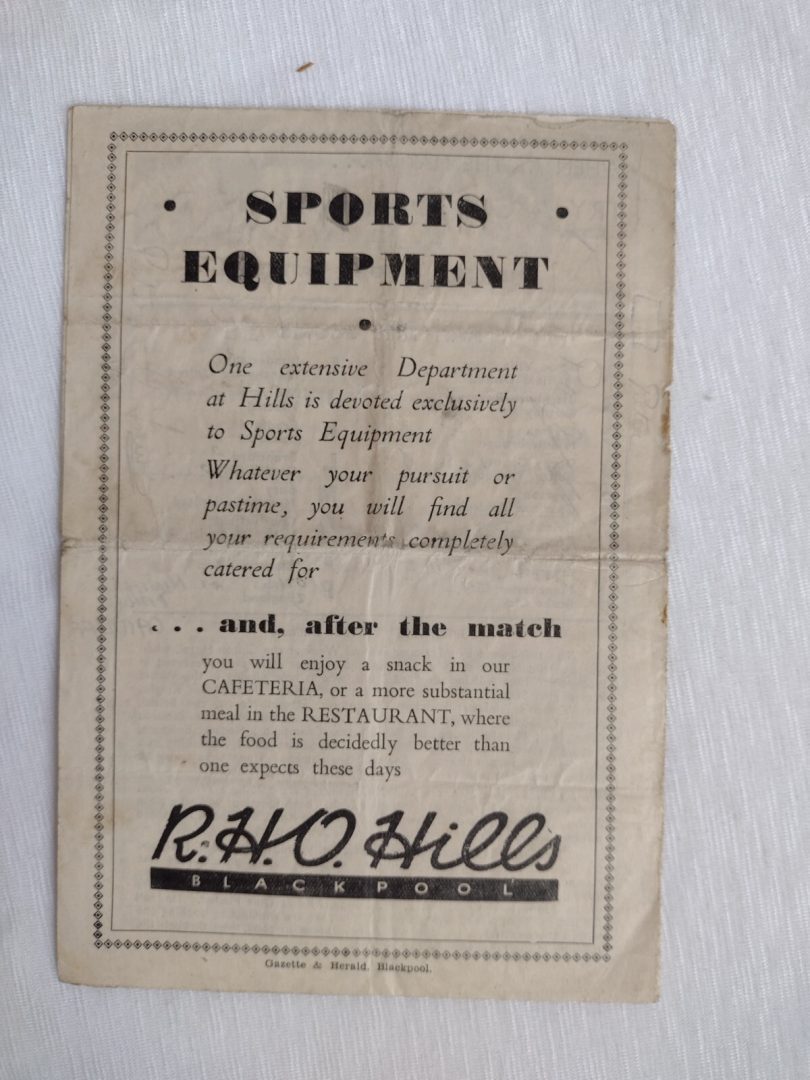 • SPORTS •
EQUIPMENT
•
One extensive Department
at Hills is devoted exclusively
to Sports Equipment
Whatever your pursuit or
pastime, you will find all
your requirements completely
catered for
. . . and, after the match
you will enjoy a snack in our
CAFETERIA, or a more substantial
meal in the RESTAURANT, where
the food is decidedly better than
one expects these days
R.H.O. Hills
BLACKPOOL
Gazette & Herald, Blackpool.